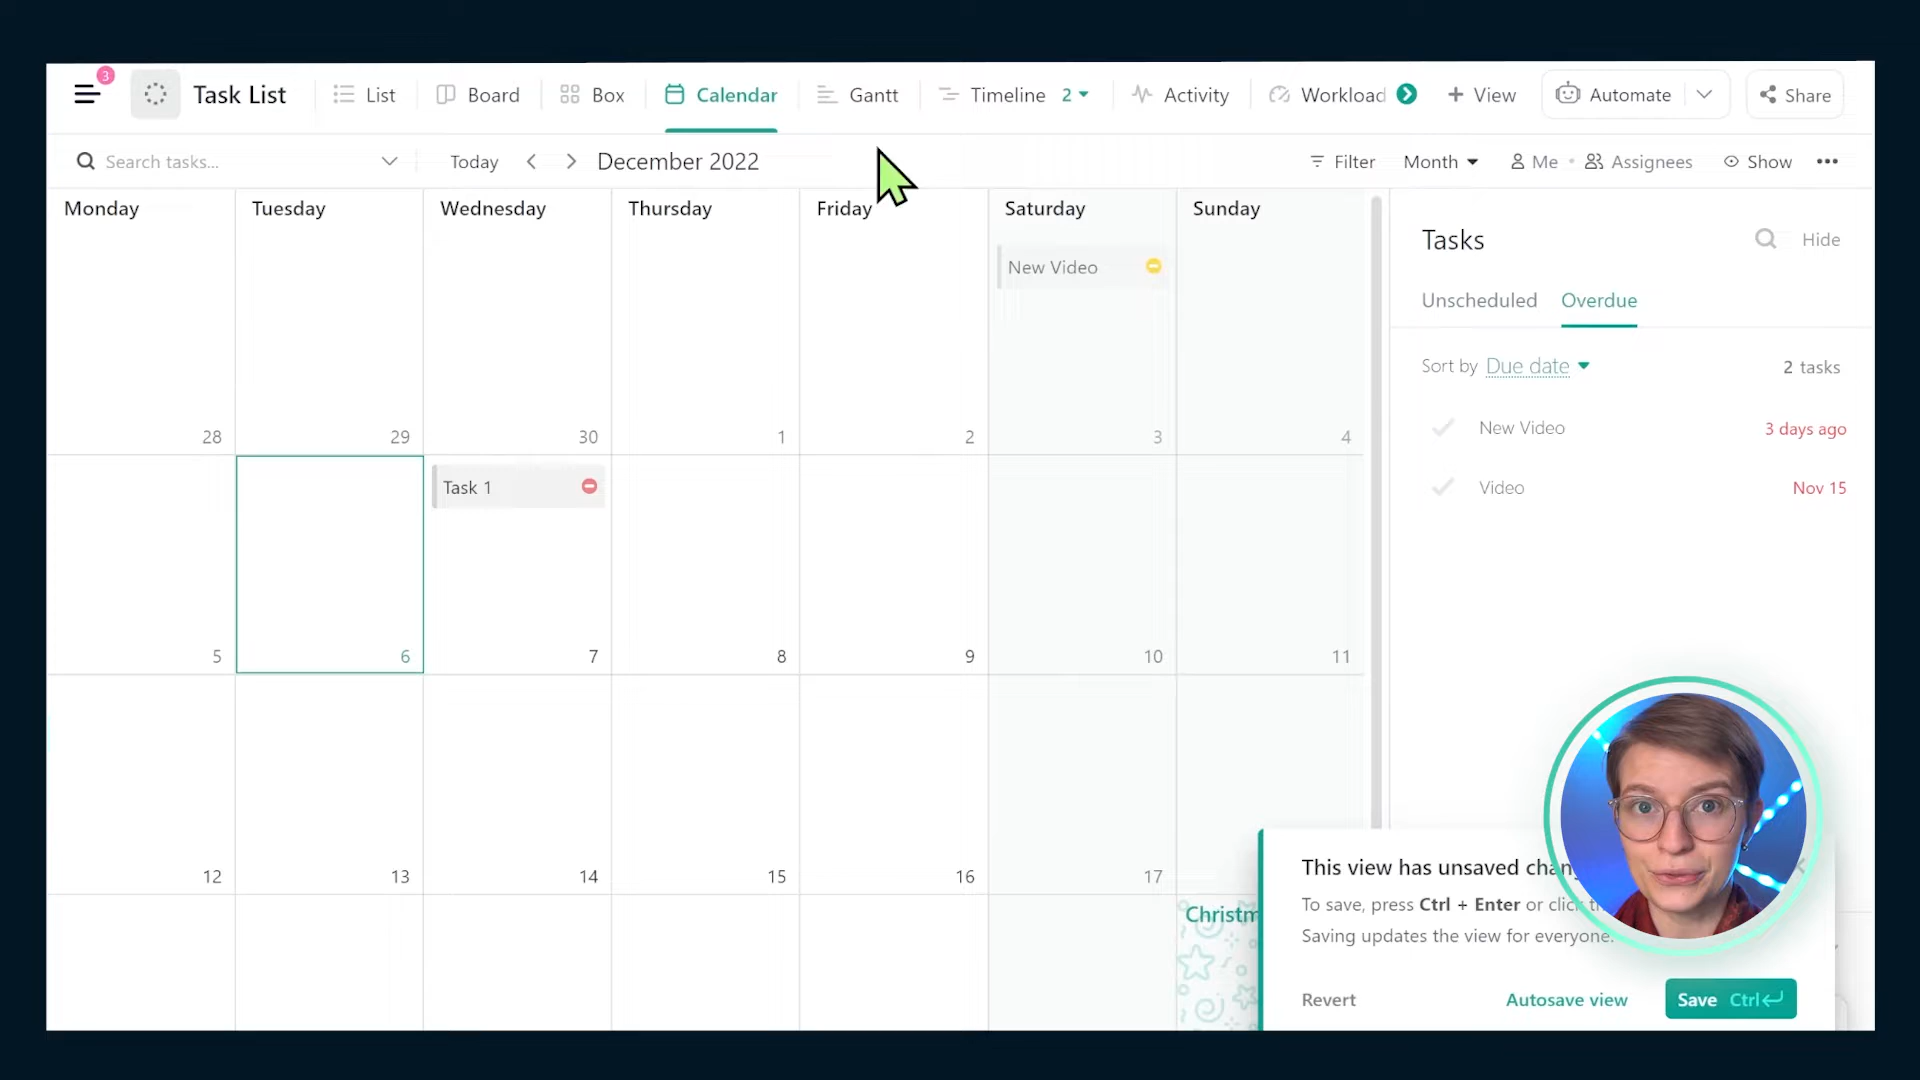 3
Task List
List
Board
Box
Calendar
Gantt
Timeline 2
Activity
Workload
+ View
Automate
Share
Search tasks...
Today
December 2022
Filter
Month
Me
Assignees
Show
Monday Tuesday Wednesday Thursday Friday Saturday Sunday
New Video
28 29 30 1 2 3 4
Task 1
5 6 7 8 9 10 11
12 13 14 15 16 17
Christm
Tasks
Hide
Unscheduled Overdue
Sort by Due date
2 tasks
New Video 3 days ago
Video Nov 15
This view has unsaved chan
To save, press Ctrl + Enter or click th
Saving updates the view for everyone.
Revert
Autosave view
Save Ctrl